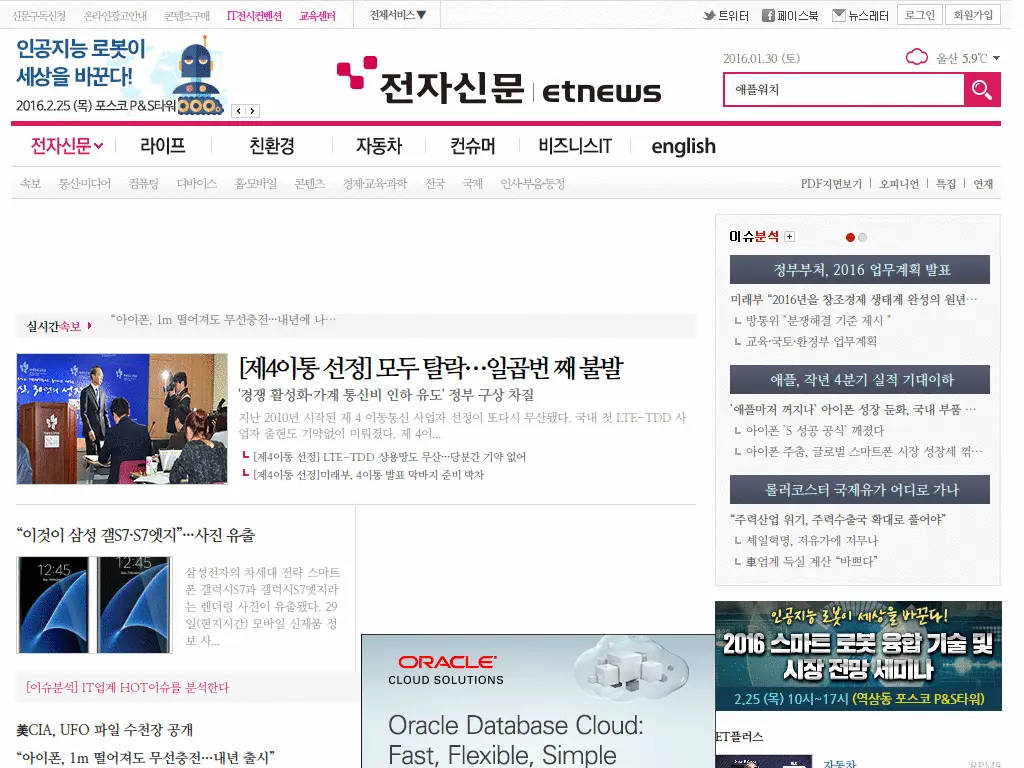 신문구독신청 온라인광고안내 콘텐츠구매 IT전시컨벤션 교육센터 전체서비스▼ 트위터 페이스북 뉴스레터 로그인 회원가입
인공지능 로봇이
세상을 바꾼다!
2016.2.25 (목) 포스코 P&S타워
전자신문 etnews
2016.01.30 (토) 울산 5.9℃
애플워치
전자신문 라이프 친환경 자동차 컨슈머 비즈니스IT english
속보 통신·미디어 컴퓨팅 디바이스 홈·모바일 콘텐츠 경제·교육·과학 전국 국제 인사·부음·동정 PDF지면보기 오피니언 특집 연재
실시간속보 “아이폰, 1m 떨어져도 무선충전…내년에 나…
[제4이통 선정] 모두 탈락…일곱번 째 불발
'경쟁 활성화·가계 통신비 인하 유도' 정부 구상 차질
지난 2010년 시작된 제 4 이동통신 사업자 선정이 또다시 무산됐다. 국내 첫 LTE-TDD 사
업자 출현도 기약없이 미뤄졌다. 제 4이...
[제4이통 선정] LTE-TDD 상용망도 무산…당분간 기약 없어
[제4이통 선정]미래부, 4이통 발표 막바지 준비 박차
“이것이 삼성 갤S7·S7엣지”…사진 유출
12:45
12:45
삼성전자의 차세대 전략 스마트
폰 갤럭시S7과 갤럭시S7엣지라
는 렌더링 사진이 유출됐다. 29
일(현지시간) 모바일 신제품 정
보 사...
[이슈분석] IT업계 HOT이슈를 분석한다
美CIA, UFO 파일 수천장 공개
“아이폰, 1m 떨어져도 무선충전…내년 출시”
ORACLE
CLOUD SOLUTIONS
Oracle Database Cloud:
Fast, Flexible, Simple
이슈분석
정부부처, 2016 업무계획 발표
미래부 “2016년을 창조경제 생태계 완성의 원년…
방통위 "분쟁해결 기준 제시 "
교육·국토·환경부 업무계획
애플, 작년 4분기 실적 기대이하
`애플마저 꺼지나` 아이폰 성장 둔화, 국내 부품 …
아이폰 `S 성공 공식` 깨졌다
아이폰 주춤, 글로벌 스마트폰 시장 성장세 꺾…
롤러코스터 국제유가 어디로 가나
“주력산업 위기, 주력수출국 확대로 풀어야”
셰일혁명, 저유가에 저무나
車업계 득실 계산 “바쁘다”
인공지능 로봇이 세상을 바꾼다!
2016 스마트 로봇 융합 기술 및
시장 전망 세미나
2.25 (목) 10시~17시 (역삼동 포스코 P&S타워)
ET플러스
자동차 RPM9